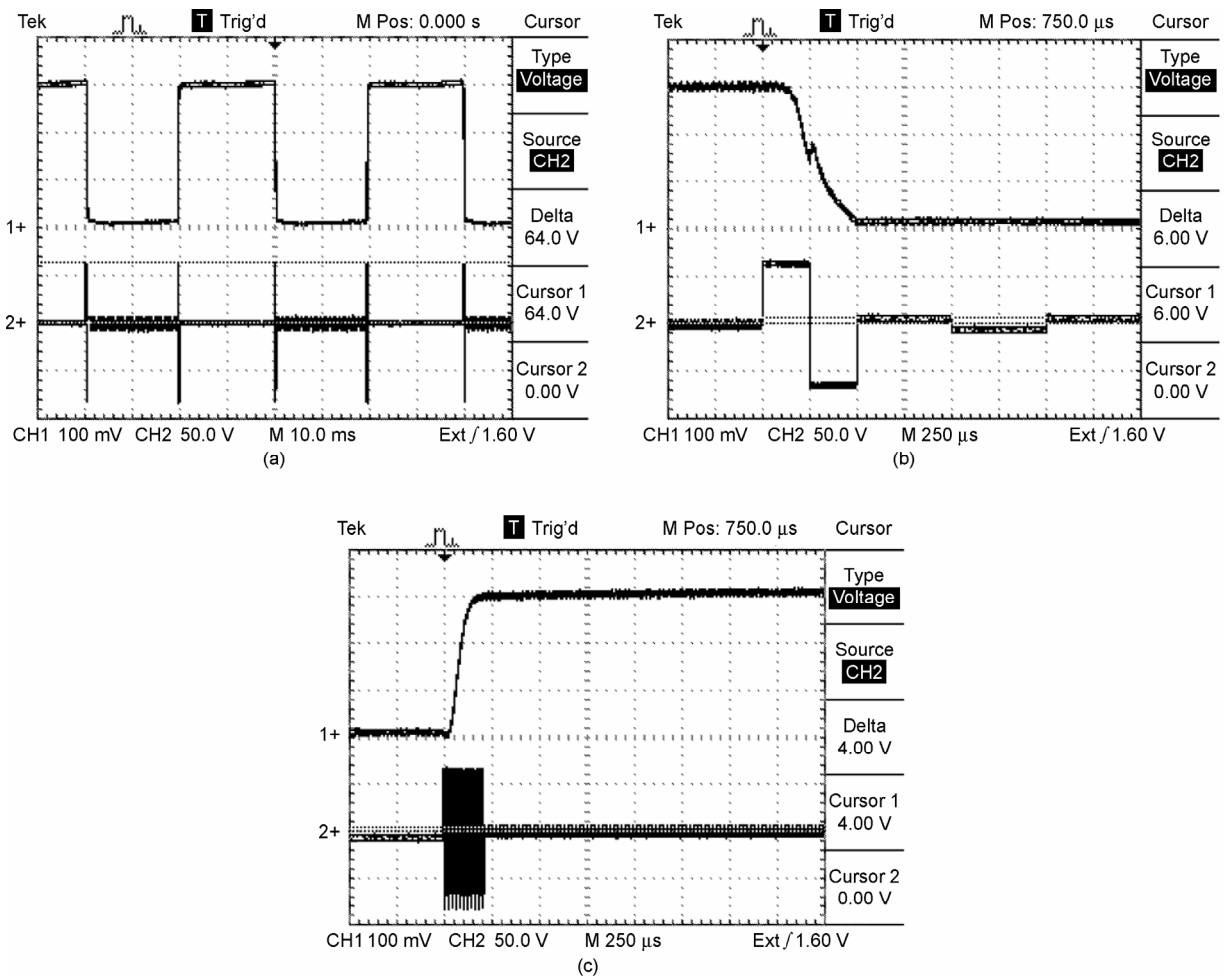 Tek T Trig'd M Pos: 0.000 s Cursor
Type
Voltage
Source
CH2
Delta
64.0 V
Cursor 1
64.0 V
Cursor 2
0.00 V
1+
2+
CH1 100 mV CH2 50.0 V M 10.0 ms Ext ∫ 1.60 V
(a)
Tek T Trig'd M Pos: 750.0 μs Cursor
Type
Voltage
Source
CH2
Delta
6.00 V
Cursor 1
6.00 V
Cursor 2
0.00 V
1+
2+
CH1 100 mV CH2 50.0 V M 250 μs Ext ∫ 1.60 V
(b)
Tek T Trig'd M Pos: 750.0 μs Cursor
Type
Voltage
Source
CH2
Delta
4.00 V
Cursor 1
4.00 V
Cursor 2
0.00 V
1+
2+
CH1 100 mV CH2 50.0 V M 250 μs Ext ∫ 1.60 V
(c)